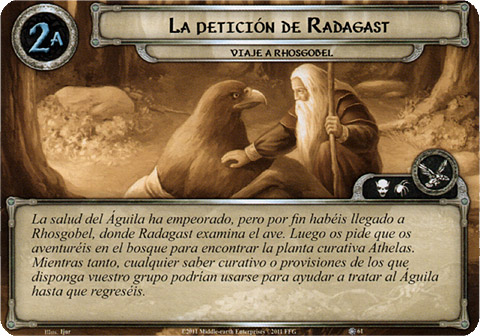 2A
LA PETICIÓN DE RADAGAST
VIAJE A RHOSGOBEL
La salud del Águila ha empeorado, pero por fin habéis llegado a
Rhosgobel, donde Radagast examina el ave. Luego os pide que os
aventuréis en el bosque para encontrar la planta curativa Athelas.
Mientras tanto, cualquier saber curativo o provisiones de los que
disponga vuestro grupo podrían usarse para ayudar a tratar al Águila
hasta que regreséis.
Illus. Ijur ©2011 Middle-earth Enterprises ©2011 FFG 61